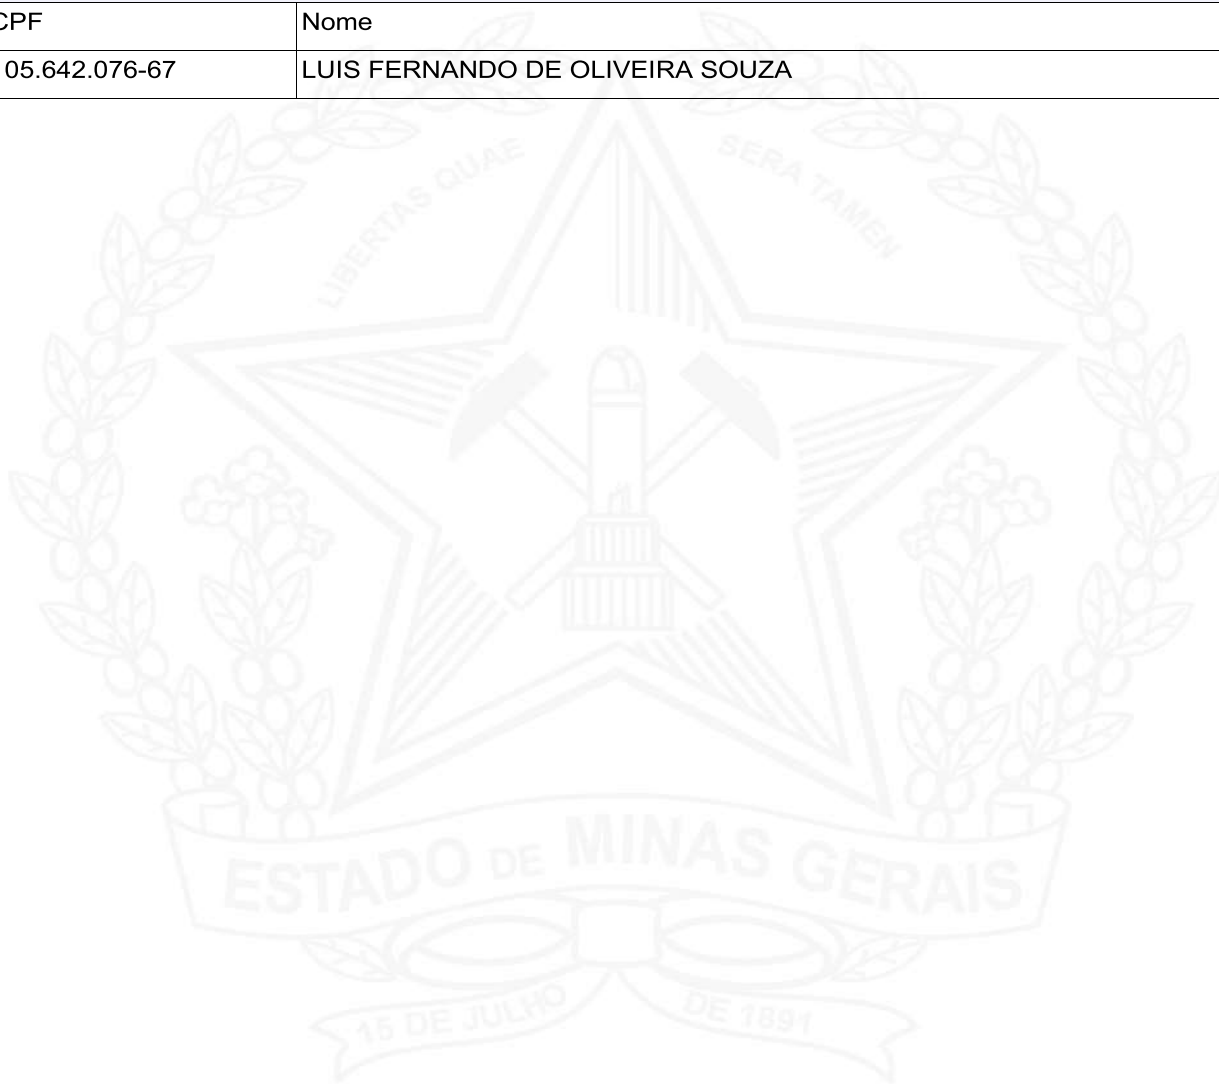 CPF
Nome
05.642.076-67
LUIS FERNANDO DE OLIVEIRA SOUZA
LIBERTAS QUAE
SERA TAMEN
ESTADO DE MINAS GERAIS
15 DE JULHO
DE 1891